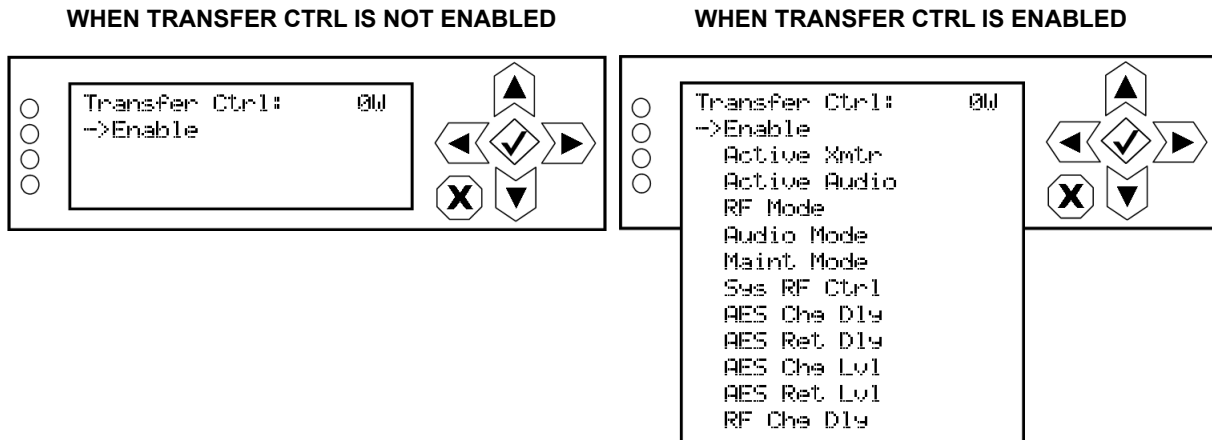 WHEN TRANSFER CTRL IS NOT ENABLED
Transfer Ctrl: 0W
->Enable
X
WHEN TRANSFER CTRL IS ENABLED
Transfer Ctrl: 0W
->Enable
Active Xmtr
Active Audio
RF Mode
Audio Mode
Maint Mode
Sys RF Ctrl
AES Chg Dly
AES Ret Dly
AES Chg Lvl
AES Ret Lvl
RF Chg Dly
X